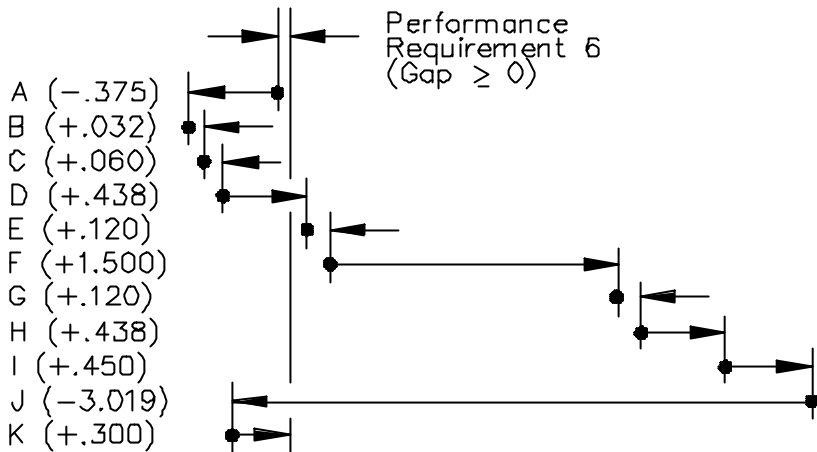 Performance
Requirement 6
(Gap ≥ 0)
A (-.375)
B (+.032)
C (+.060)
D (+.438)
E (+.120)
F (+1.500)
G (+.120)
H (+.438)
I (+.450)
J (-3.019)
K (+.300)